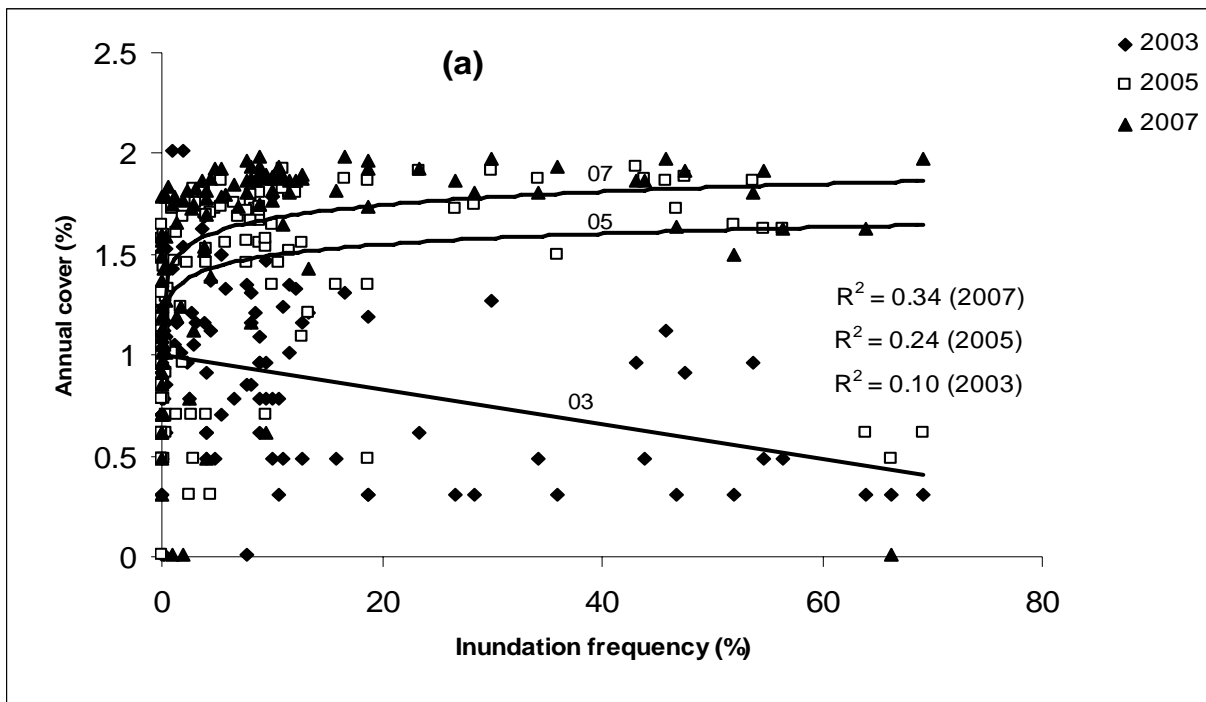 (a)
2003
2005
2007
2.5
2
1.5
1
0.5
0
Annual cover (%)
07
05
03
R² = 0.34 (2007)
R² = 0.24 (2005)
R² = 0.10 (2003)
0 20 40 60 80
Inundation frequency (%)